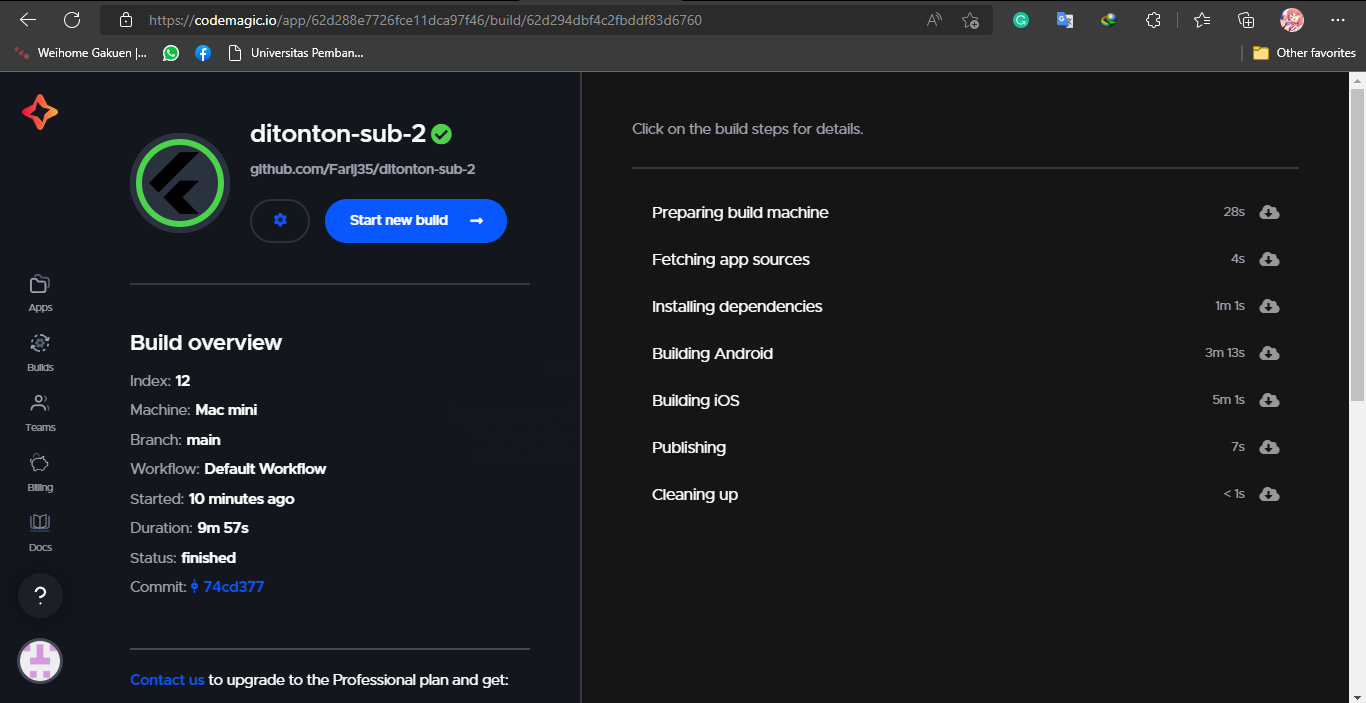 https://codemagic.io/app/62d288e7726fce11dca97f46/build/62d294dbf4c2fbddf83d6760
Weihome Gakuen |... Universitas Pemban... Other favorites
ditonton-sub-2
github.com/Farij35/ditonton-sub-2
Start new build
Apps
Builds
Teams
Billing
Docs
?
Build overview
Index: 12
Machine: Mac mini
Branch: main
Workflow: Default Workflow
Started: 10 minutes ago
Duration: 9m 57s
Status: finished
Commit: 74cd377
Contact us to upgrade to the Professional plan and get:
Click on the build steps for details.
Preparing build machine 28s
Fetching app sources 4s
Installing dependencies 1m 1s
Building Android 3m 13s
Building iOS 5m 1s
Publishing 7s
Cleaning up < 1s